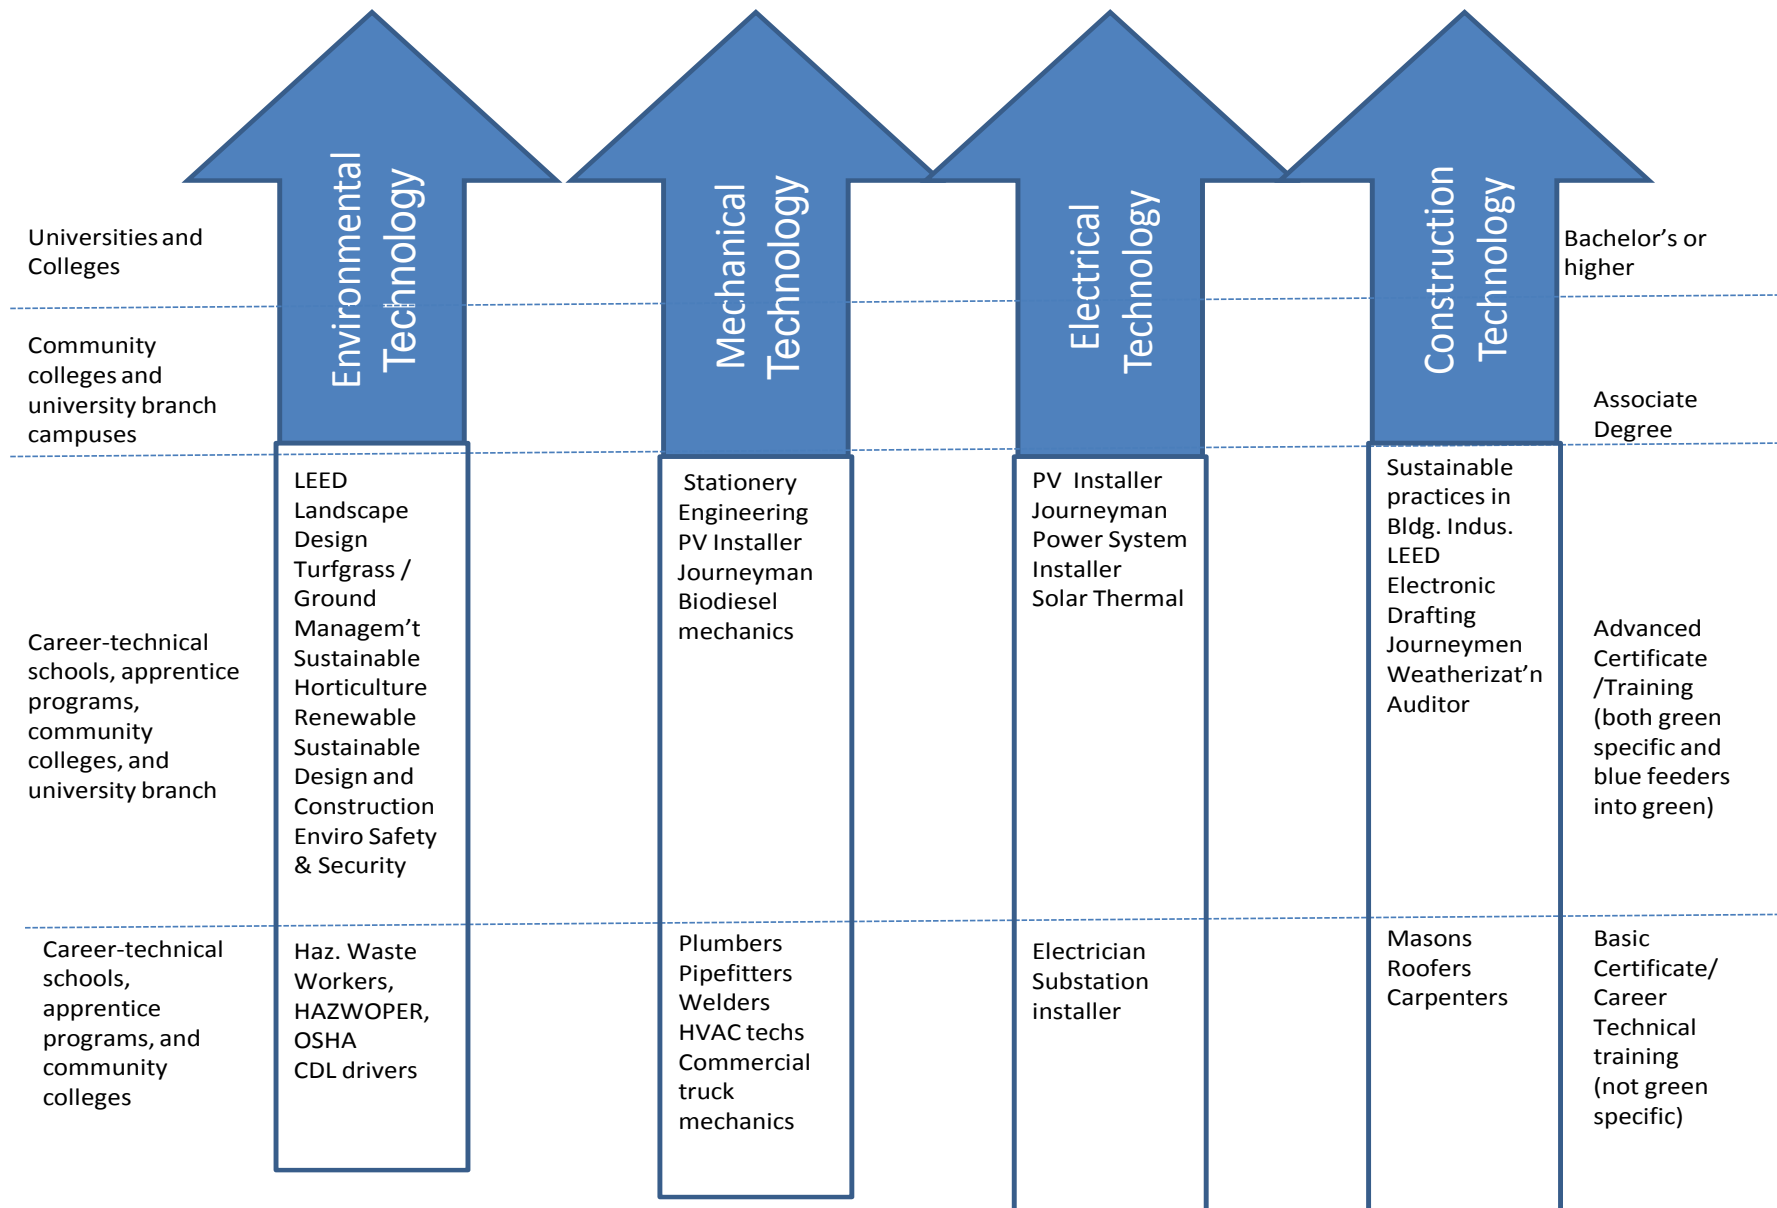 Environmental
Technology
Mechanical
Technology
Electrical
Technology
Construction
Technology
Universities and
Colleges
Bachelor’s or
higher
Community
colleges and
university branch
campuses
Associate
Degree
Career-technical
schools, apprentice
programs,
community
colleges, and
university branch
LEED
Landscape
Design
Turfgrass /
Ground
Managem’t
Sustainable
Horticulture
Renewable
Sustainable
Design and
Construction
Enviro Safety
& Security
Stationery
Engineering
PV Installer
Journeyman
Biodiesel
mechanics
PV Installer
Journeyman
Power System
Installer
Solar Thermal
Sustainable
practices in
Bldg. Indus.
LEED
Electronic
Drafting
Journeymen
Weatherizat’n
Auditor
Advanced
Certificate
/Training
(both green
specific and
blue feeders
into green)
Career-technical
schools,
apprentice
programs, and
community
colleges
Haz. Waste
Workers,
HAZWOPER,
OSHA
CDL drivers
Plumbers
Pipefitters
Welders
HVAC techs
Commercial
truck
mechanics
Electrician
Substation
installer
Masons
Roofers
Carpenters
Basic
Certificate/
Career
Technical
training
(not green
specific)